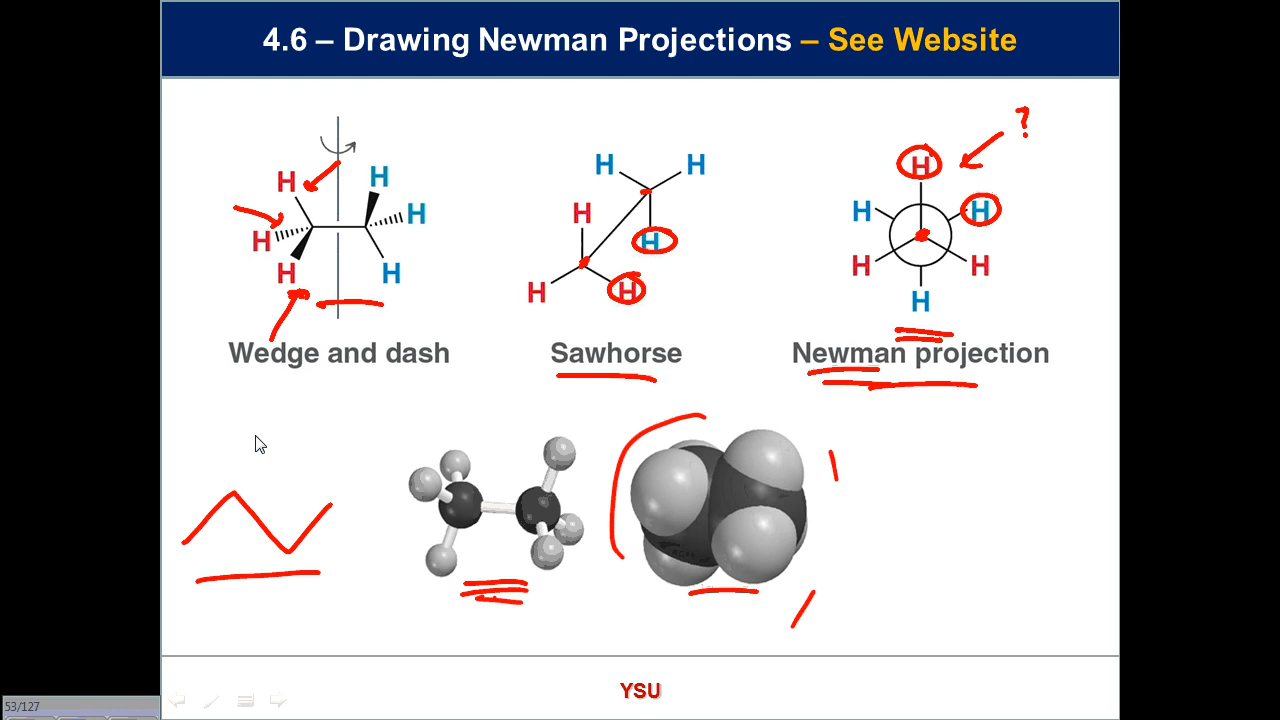 4.6 – Drawing Newman Projections – See Website
?
H H H H H H
Wedge and dash
H H H H H H
Sawhorse
H H H H H H
Newman projection
YSU
53/127